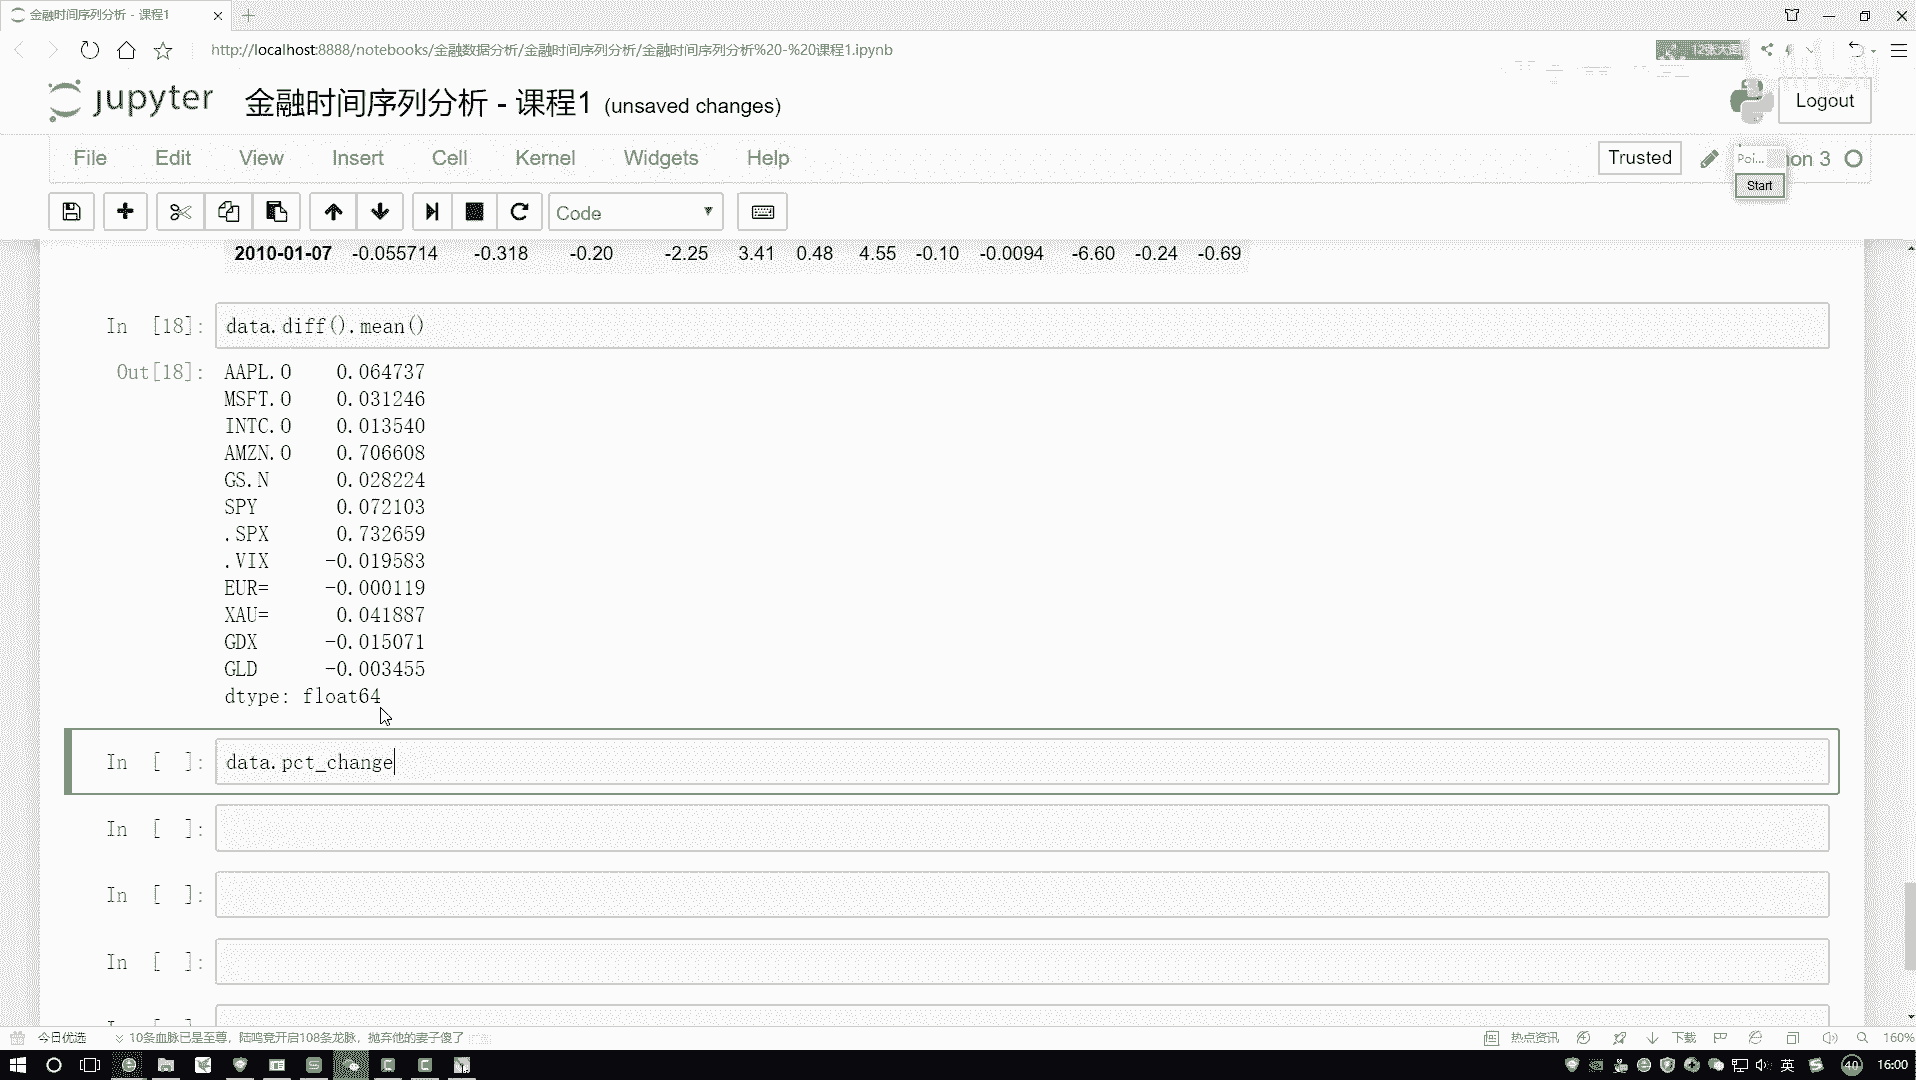 金融时间序列分析 - 课程1
http://localhost:8888/notebooks/金融数据分析/金融时间序列分析/金融时间序列分析%20-%20课程1.ipynb
12张大图
jupyter 金融时间序列分析 - 课程1 (unsaved changes)
Logout
File Edit View Insert Cell Kernel Widgets Help
Trusted
Poi... hon 3
Start
Code
2010-01-07 -0.055714 -0.318 -0.20 -2.25 3.41 0.48 4.55 -0.10 -0.0094 -6.60 -0.24 -0.69
In [18]: data.diff().mean()
Out[18]: AAPL.O 0.064737
MSFT.O 0.031246
INTC.O 0.013540
AMZN.O 0.706608
GS.N 0.028224
SPY 0.072103
.SPX 0.732659
.VIX -0.019583
EUR= -0.000119
XAU= 0.041887
GDX -0.015071
GLD -0.003455
dtype: float64
In [ ]: data.pct_change
In [ ]:
In [ ]:
In [ ]:
今日优选 10条血脉已是至尊，陆鸣竟开启108条龙脉，抛弃他的妻子傻了
热点资讯 下载 160%
英 40 16:00